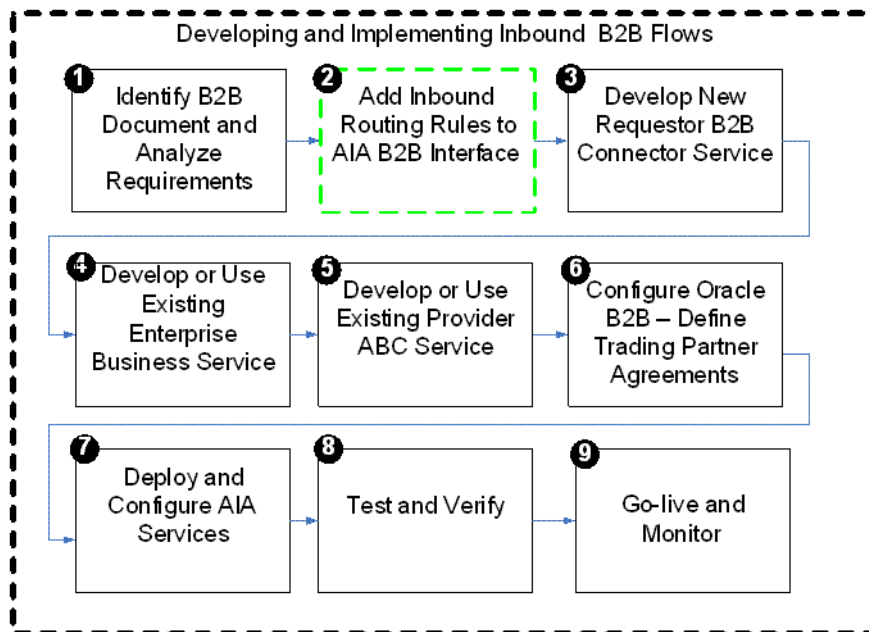 Developing and Implementing Inbound B2B Flows
1
Identify B2B
Document and
Analyze
Requirements
2
Add Inbound
Routing Rules to
AIA B2B Interface
3
Develop New
Requestor B2B
Connector Service
4
Develop or Use
Existing
Enterprise
Business Service
5
Develop or Use
Existing Provider
ABC Service
6
Configure Oracle
B2B – Define
Trading Partner
Agreements
7
Deploy and
Configure AIA
Services
8
Test and Verify
9
Go-live and
Monitor